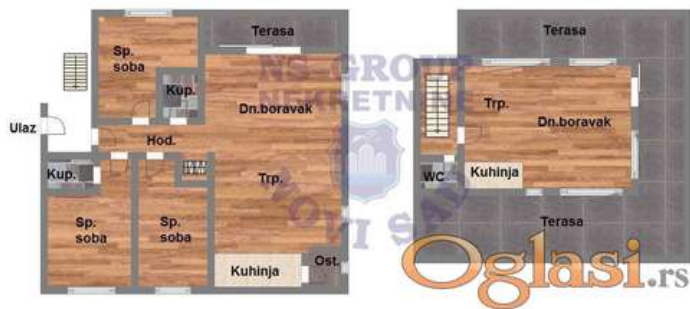 Sp.
soba
Terasa
Kup.
Dn.boravak
Ulaz
Hod.
Kup.
Trp.
Sp.
soba
Sp.
soba
Kuhinja
Ost.
Terasa
Trp.
Dn.boravak
WC
Kuhinja
Terasa
NS GROUP
NEKRETNINE
NOVI SAD
Oglasi.rs